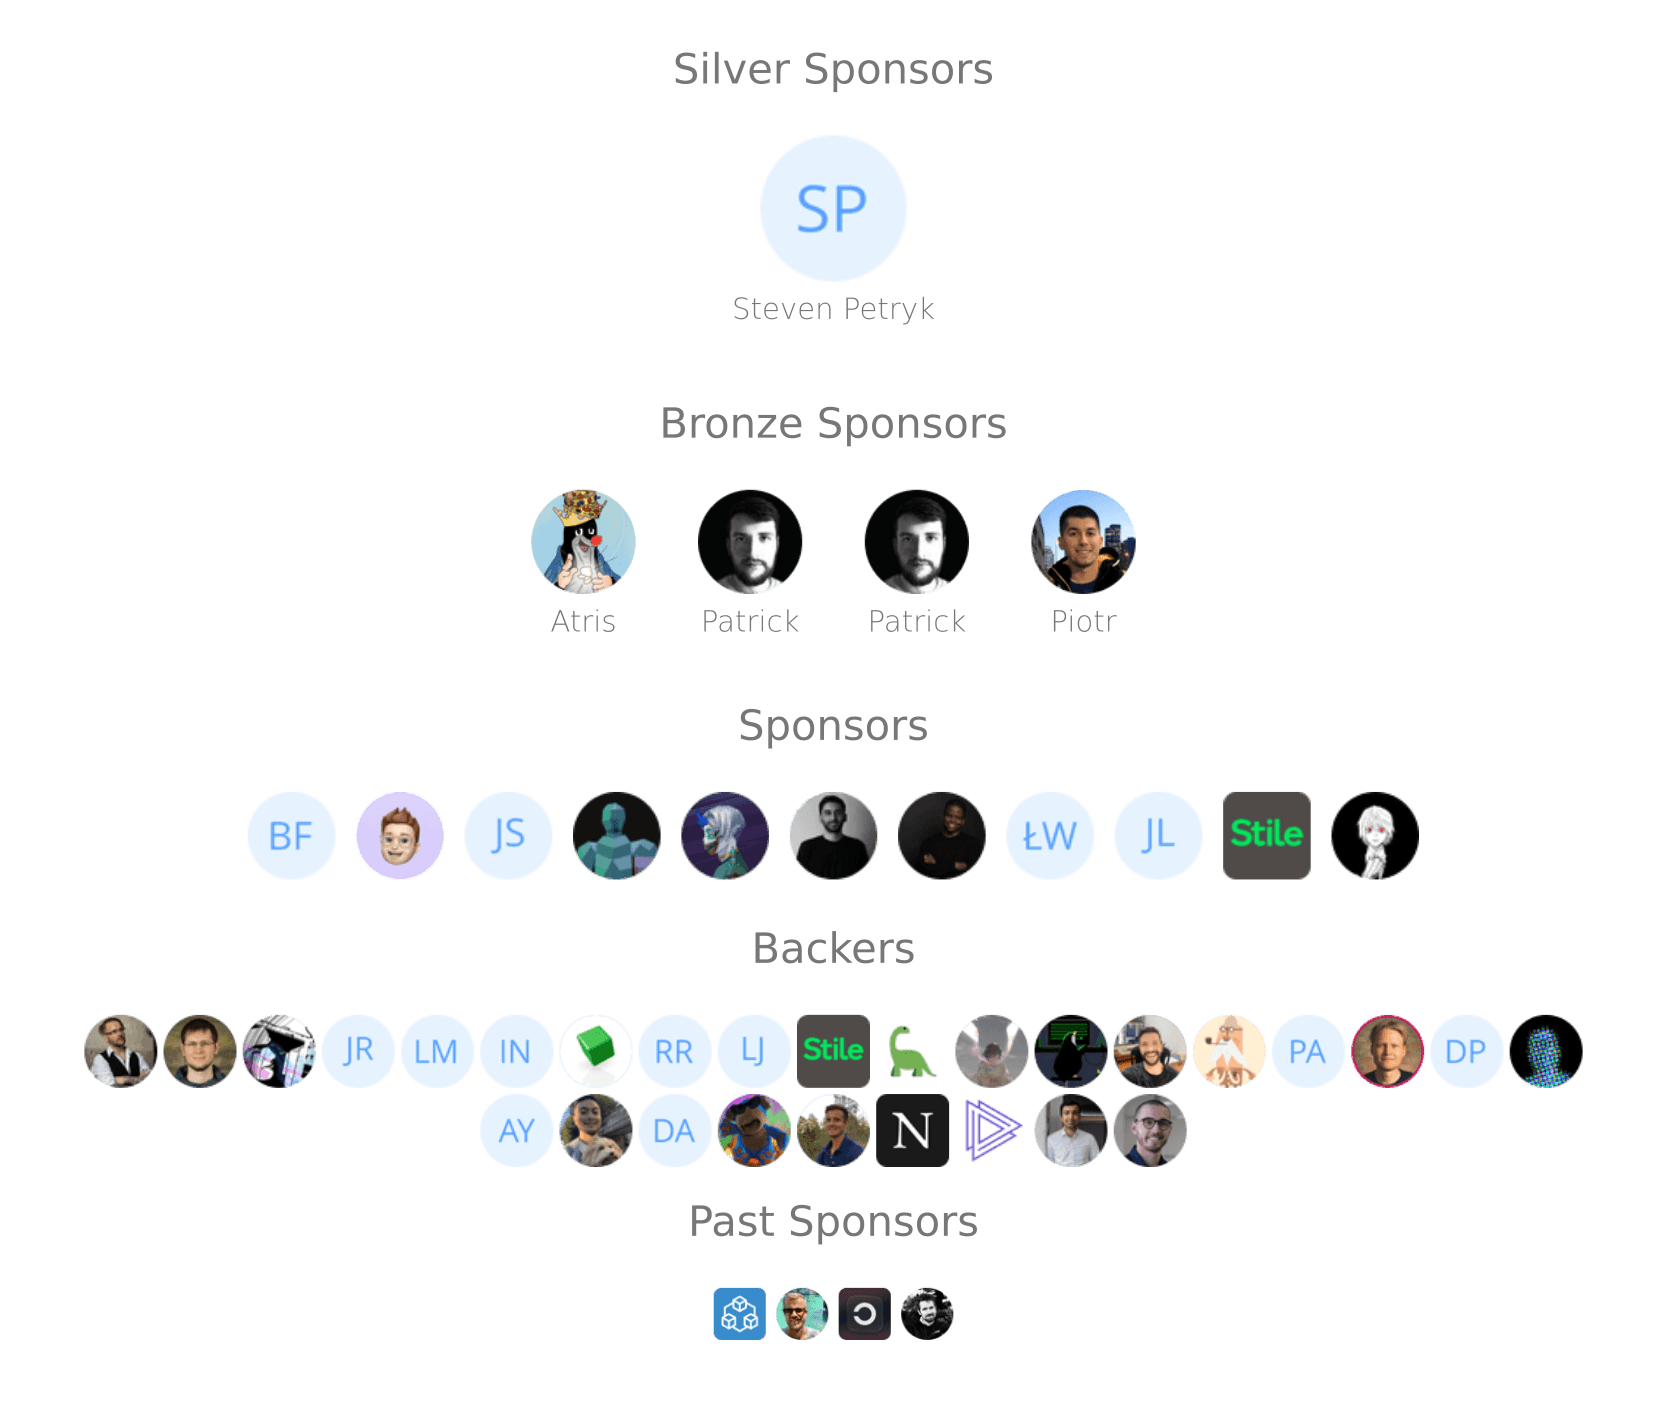 Silver Sponsors
SP
Steven Petryk
Bronze Sponsors
Atris Patrick Patrick Piotr
Sponsors
BF JS ŁW JL Stile
Backers
JR LM IN RR LJ Stile PA DP
AY DA N
Past Sponsors